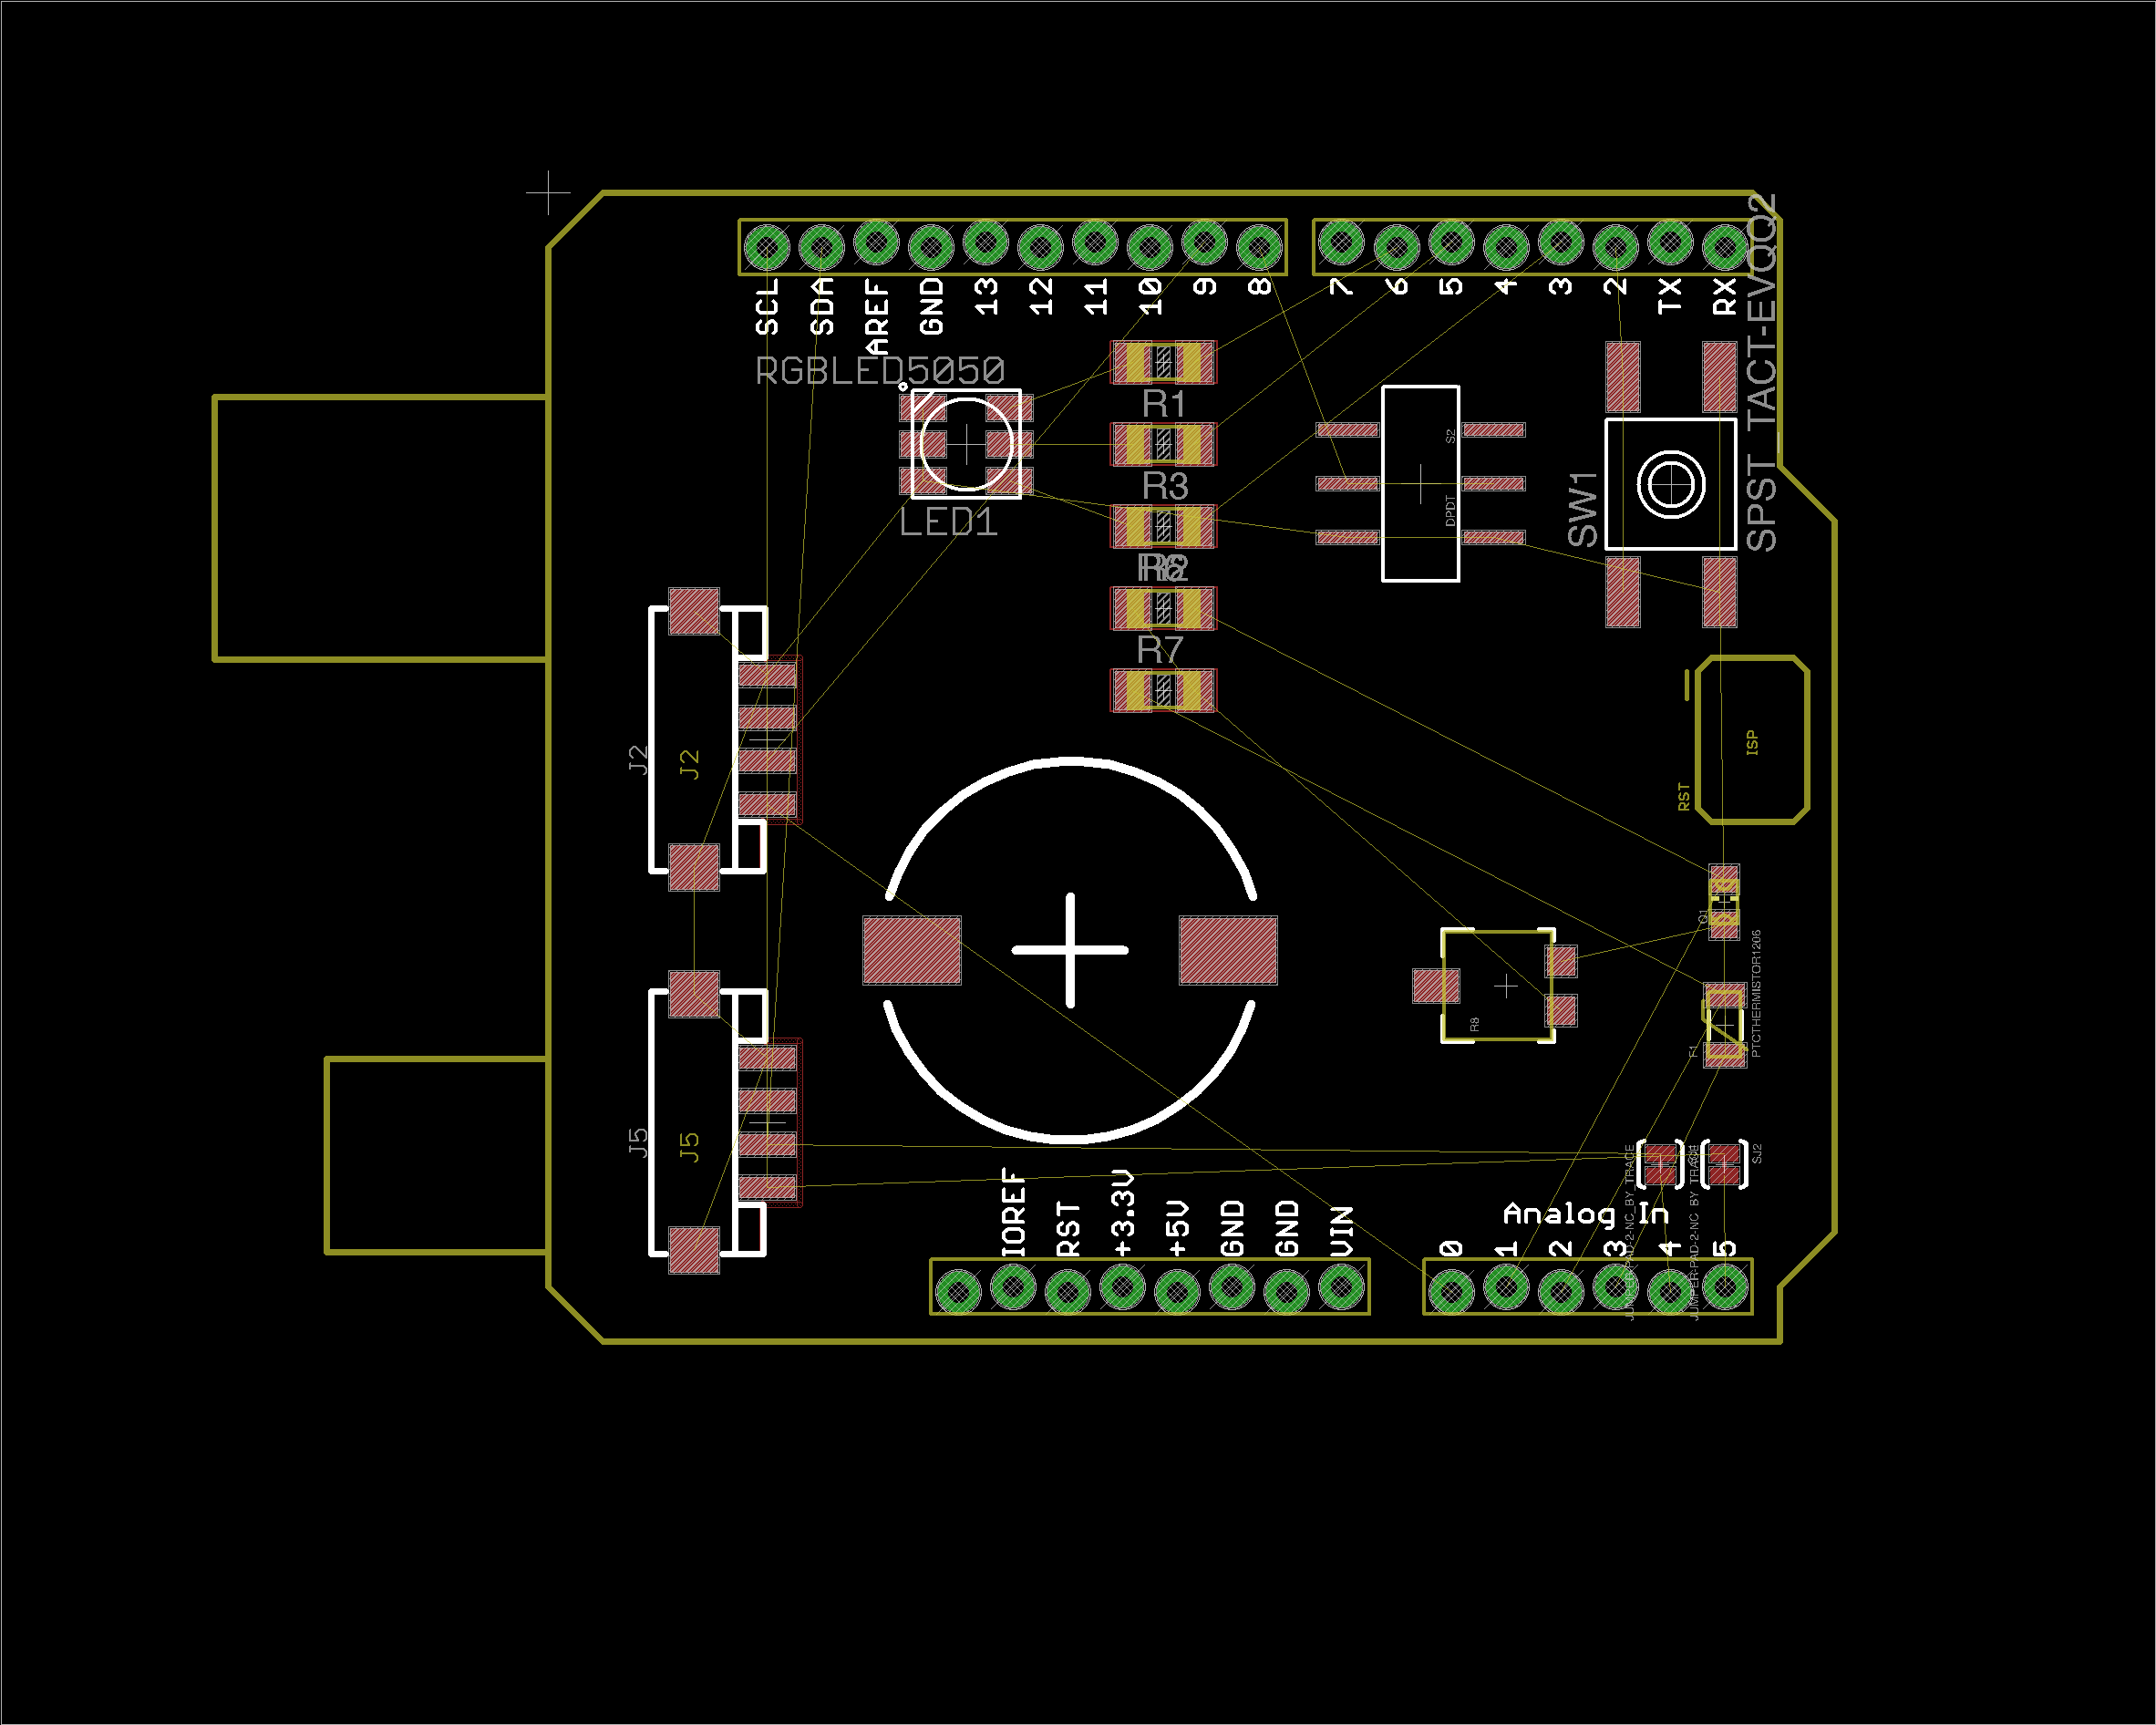 SCL
SDA
AREF
GND
13
12
11
10
9
8
7
6
5
4
3
2
TX
RX
SPST_TACT-EVQQ2
RGBLED5050
LED1
R1
R3
R7
S2
DPDT
SW1
ISP
RST
J2
J2
Q1
PTCTHERMISTOR1206
F1
R8
J5
J5
SJ2
JUMPER-PAD-2-NC_BY_TRACE
JUMPER-PAD-2-NC_BY_TRACE
IOREF
RST
+3.3V
+5V
GND
GND
VIN
Analog In
0
1
2
3
4
5